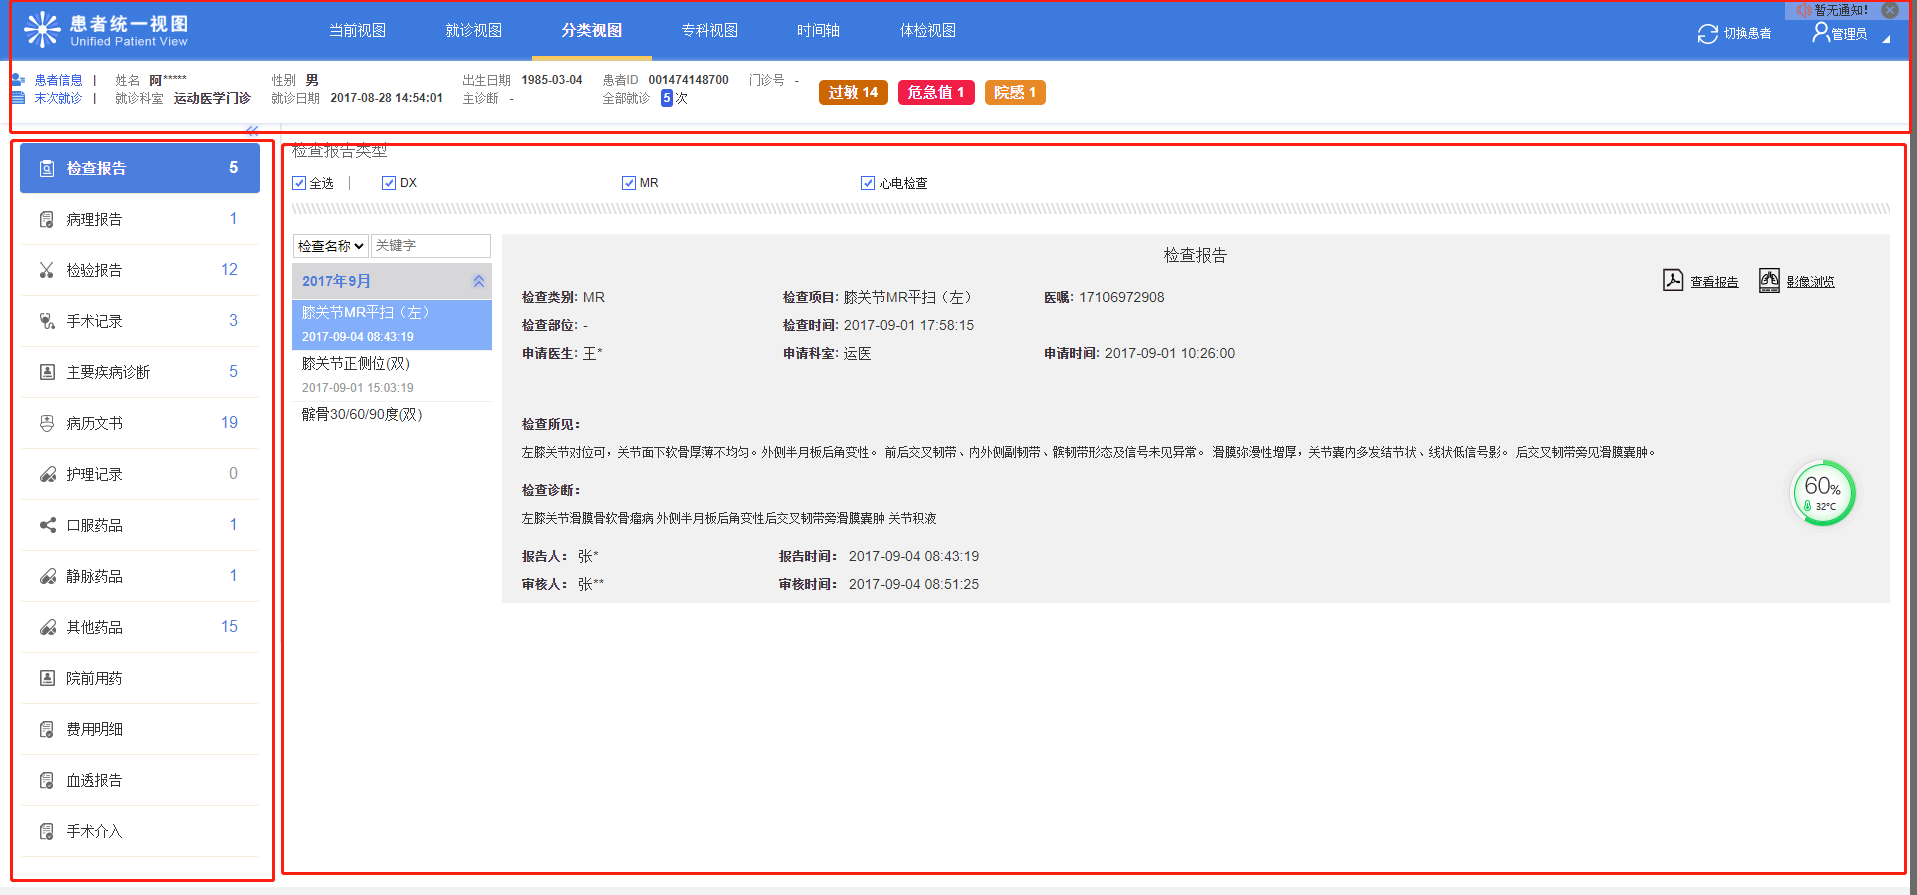 患者统一视图
Unified Patient View
当前视图 就诊视图 分类视图 专科视图 时间轴 体检视图
暂无通知!
切换患者 管理员
患者信息 | 姓名 阿***** 性别 男 出生日期 1985-03-04 患者ID 001474148700 门诊号 -
末次就诊 | 就诊科室 运动医学门诊 就诊日期 2017-08-28 14:54:01 主诊断 - 全部就诊 5 次
过敏 14 危急值 1 院感 1
检查报告 5
病理报告 1
检验报告 12
手术记录 3
主要疾病诊断 5
病历文书 19
护理记录 0
口服药品 1
静脉药品 1
其他药品 15
院前用药
费用明细
血透报告
手术介入
检查报告类型
全选 | DX MR 心电检查
检查名称 关键字
2017年9月
膝关节MR平扫（左）
2017-09-04 08:43:19
膝关节正侧位(双)
2017-09-01 15:03:19
髌骨30/60/90度(双)
检查报告
查看报告 影像浏览
检查类别: MR 检查项目: 膝关节MR平扫（左） 医嘱: 17106972908
检查部位: - 检查时间: 2017-09-01 17:58:15
申请医生: 王* 申请科室: 运医 申请时间: 2017-09-01 10:26:00
检查所见：
左膝关节对位可，关节面下软骨厚薄不均匀。外侧半月板后角变性。 前后交叉韧带、内外侧副韧带、髌韧带形态及信号未见异常。 滑膜弥漫性增厚，关节囊内多发结节状、线状低信号影。 后交叉韧带旁见滑膜囊肿。
检查诊断：
左膝关节滑膜骨软骨瘤病 外侧半月板后角变性后交叉韧带旁滑膜囊肿 关节积液
报告人： 张* 报告时间： 2017-09-04 08:43:19
审核人： 张** 审核时间： 2017-09-04 08:51:25
60%
32°C